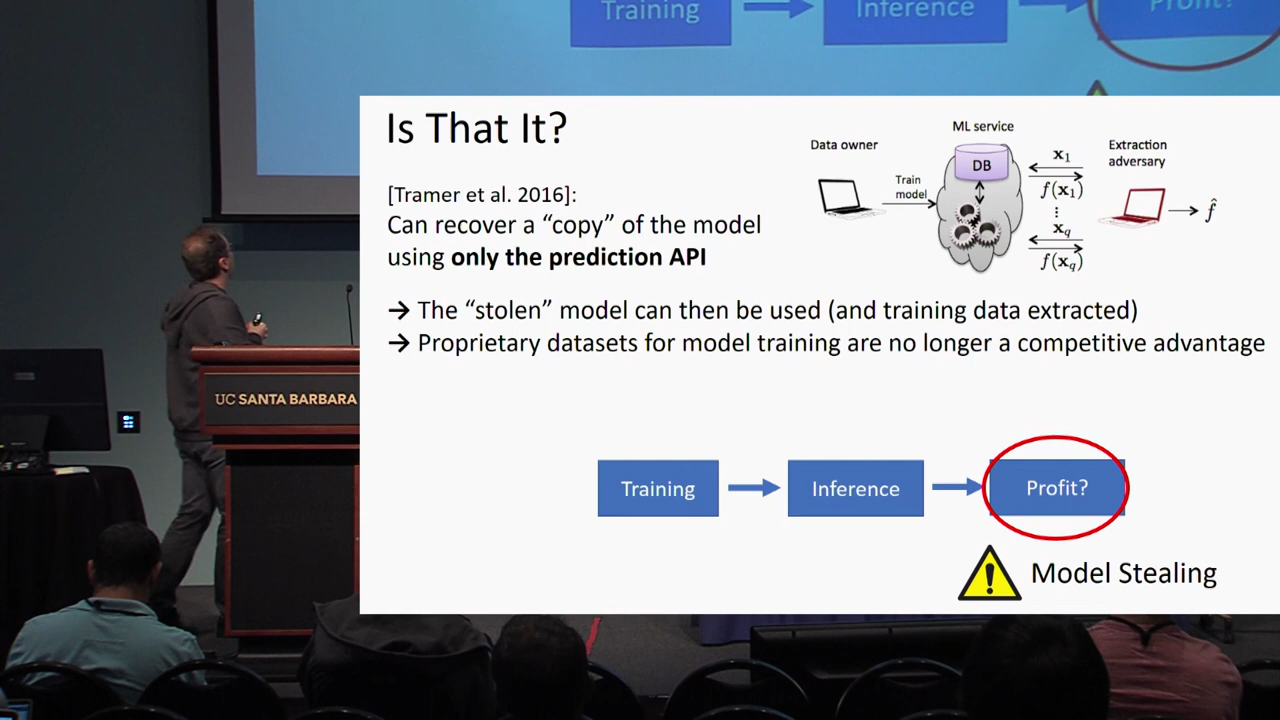 Training
Inference
Profit?
Is That It?
[Tramer et al. 2016]:
Can recover a “copy” of the model
using only the prediction API
Data owner
Train
model
ML service
DB
x1
f(x1)
⋮
xq
f(xq)
Extraction
adversary
f̂
→ The “stolen” model can then be used (and training data extracted)
→ Proprietary datasets for model training are no longer a competitive advantage
Training
Inference
Profit?
! Model Stealing
UC SANTA BARBARA